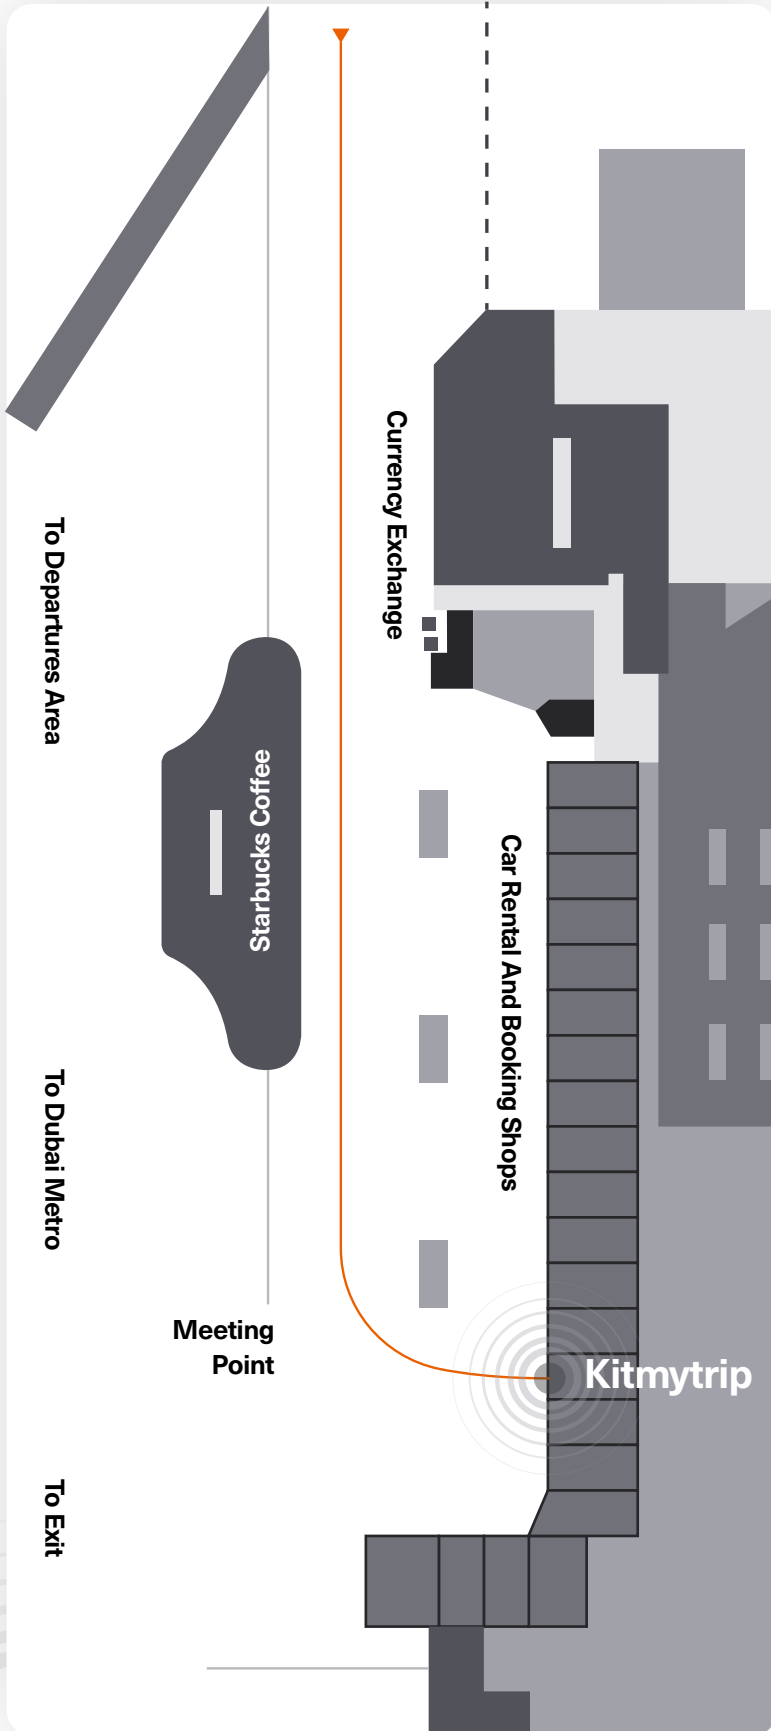 Currency Exchange
To Departures Area
Starbucks Coffee
Car Rental And Booking Shops
To Dubai Metro
Meeting
Point
Kitmytrip
To Exit